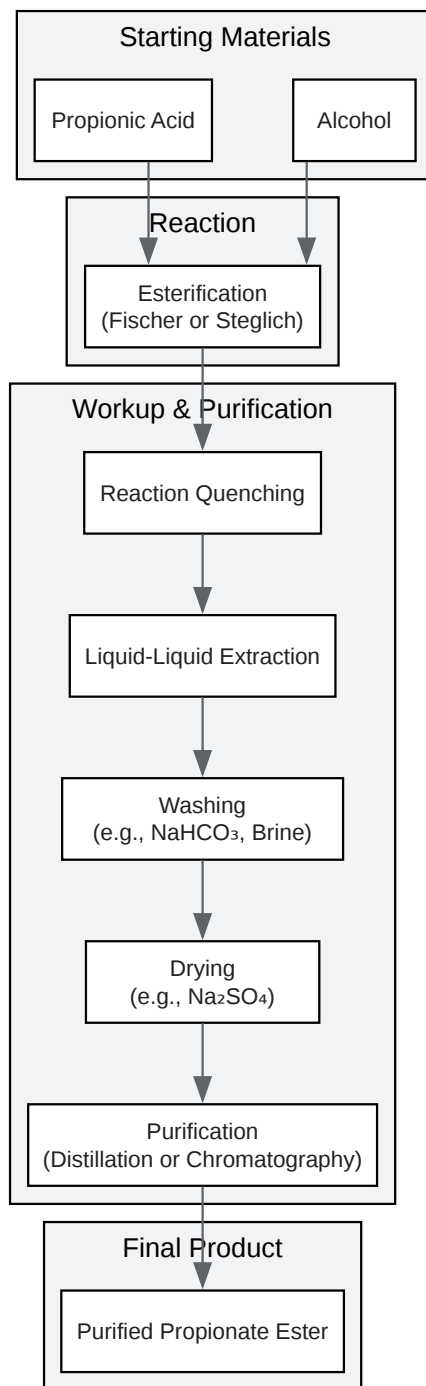 Starting Materials
Propionic Acid
Alcohol
Reaction
Esterification
(Fischer or Steglich)
Workup & Purification
Reaction Quenching
Liquid-Liquid Extraction
Washing
(e.g., NaHCO₃, Brine)
Drying
(e.g., Na₂SO₄)
Purification
(Distillation or Chromatography)
Final Product
Purified Propionate Ester